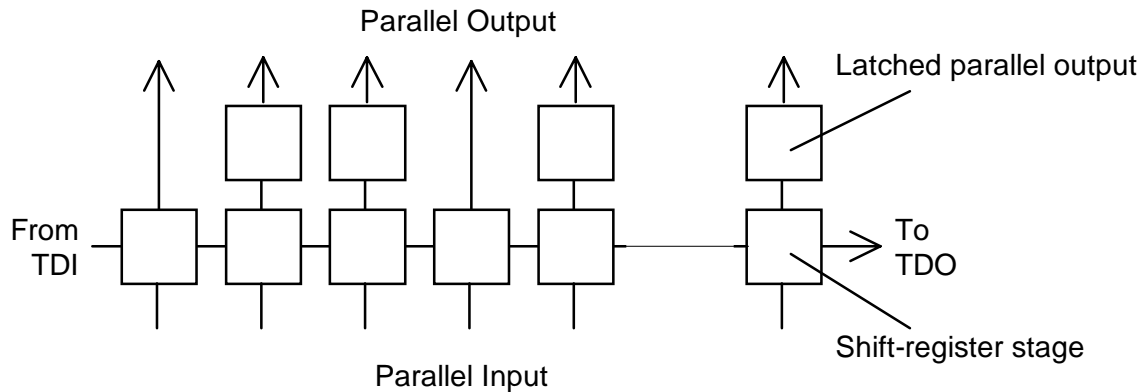 Parallel Output
Latched parallel output
From
TDI
To
TDO
Shift-register stage
Parallel Input